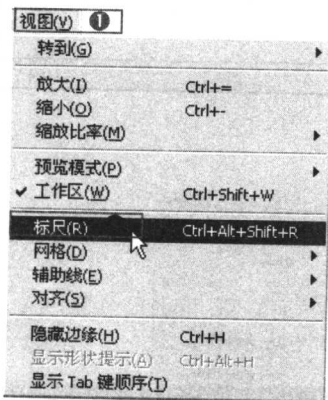 视图(V) ❶
转到(G)
放大(I) Ctrl+=
缩小(O) Ctrl+-
缩放比率(M)
预览模式(P)
✓ 工作区(W) Ctrl+Shift+W
标尺(R) Ctrl+Alt+Shift+R
网格(D)
辅助线(E)
对齐(S)
隐藏边缘(H) Ctrl+H
显示形状提示(A) Ctrl+Alt+H
显示 Tab 键顺序(T)